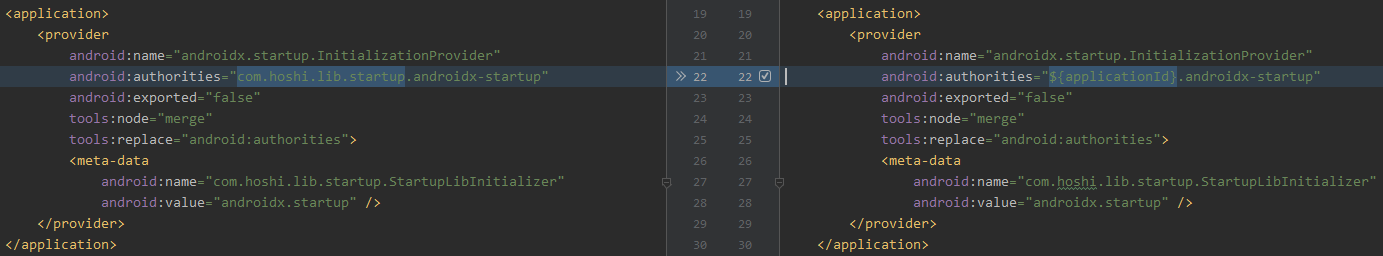 <application>
<provider
android:name="androidx.startup.InitializationProvider"
android:authorities="com.hoshi.lib.startup.androidx-startup"
android:exported="false"
tools:node="merge"
tools:replace="android:authorities">
<meta-data
android:name="com.hoshi.lib.startup.StartupLibInitializer"
android:value="androidx.startup" />
</provider>
</application>
19 19
20 20
21 21
22 22
23 23
24 24
25 25
26 26
27 27
28 28
29 29
30 30
<application>
<provider
android:name="androidx.startup.InitializationProvider"
android:authorities="${applicationId}.androidx-startup"
android:exported="false"
tools:node="merge"
tools:replace="android:authorities">
<meta-data
android:name="com.hoshi.lib.startup.StartupLibInitializer"
android:value="androidx.startup" />
</provider>
</application>